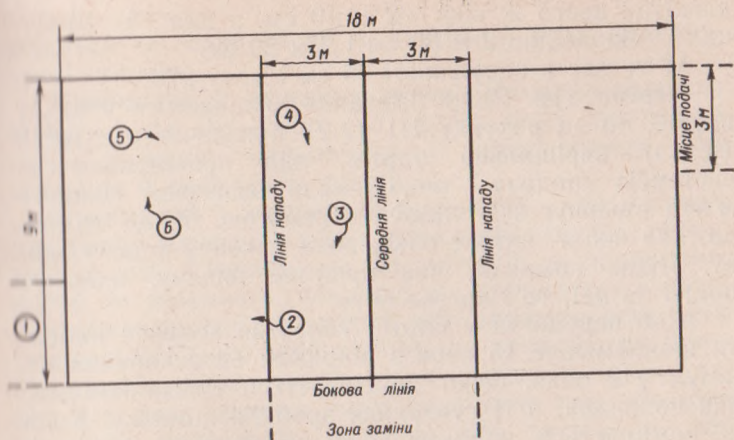 18 м
3 м
3 м
Місце подачі
3 м
5
4
9 м
6
3
Лінія нападу
Середня лінія
Лінія нападу
1
2
Бокова лінія
Зона заміни